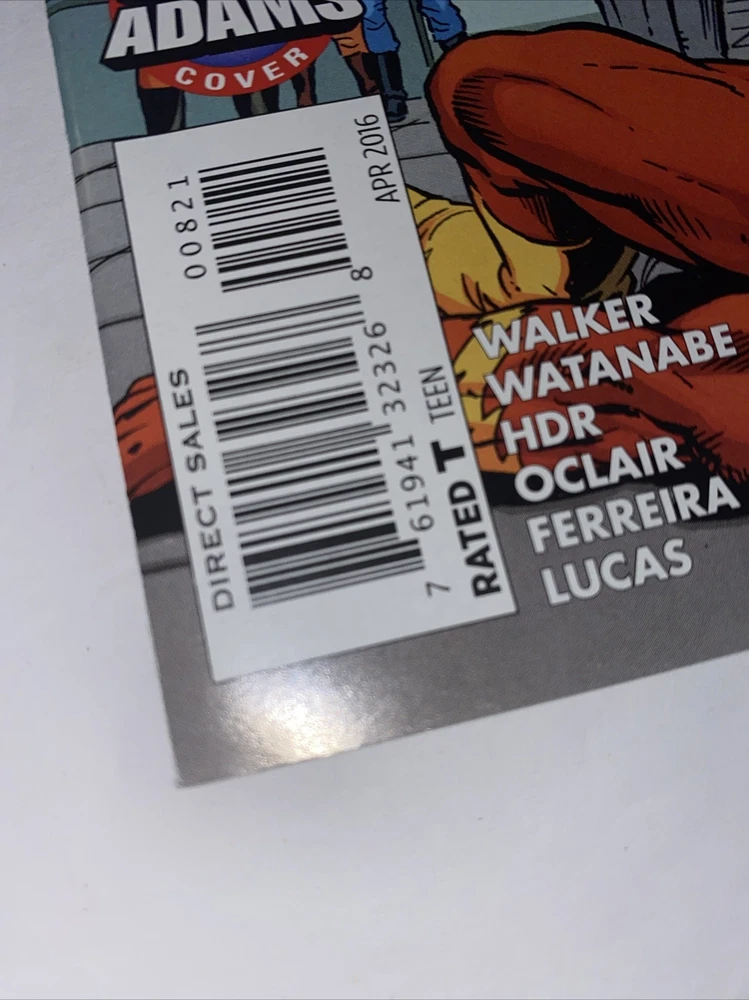 ADAMS
COVER
APR 2016
00821
8
DIRECT SALES
7 61941 32326
RATED T TEEN
WALKER
WATANABE
HDR
OCLAIR
FERREIRA
LUCAS